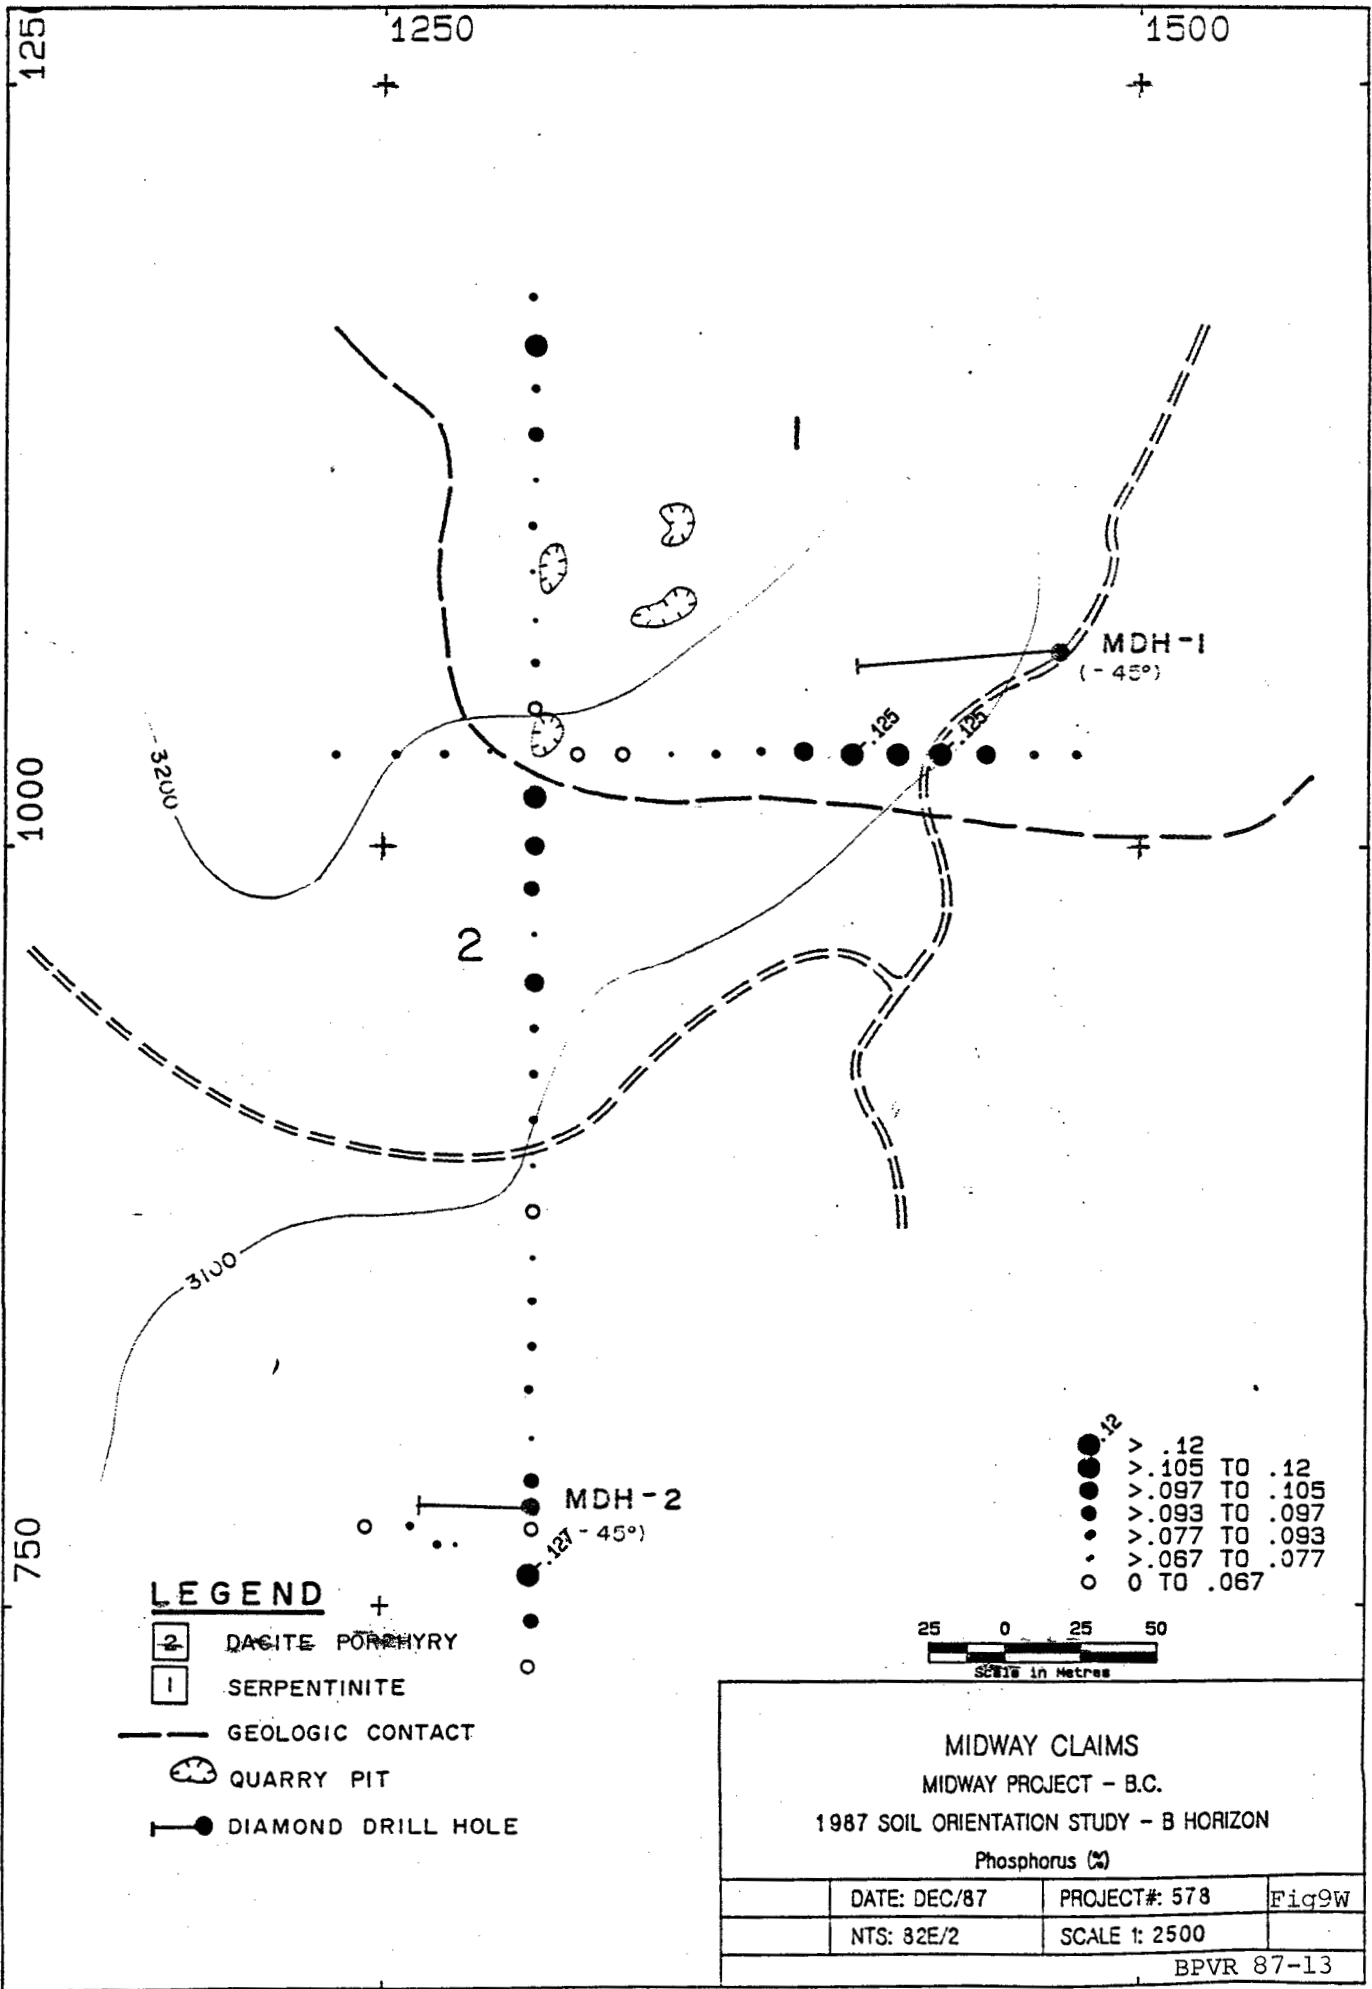 1250 1500
125
1
MDH-1
(-45°)
.125 .125
3200
1000
2
3100
MDH-2
(-45°)
.127
750
.12
> .12
>.105 TO .12
>.097 TO .105
>.093 TO .097
>.077 TO .093
>.067 TO .077
0 TO .067
LEGEND
2 DACITE PORPHYRY
1 SERPENTINITE
GEOLOGIC CONTACT
QUARRY PIT
DIAMOND DRILL HOLE
25 0 25 50
Scale in Metres
MIDWAY CLAIMS
MIDWAY PROJECT - B.C.
1987 SOIL ORIENTATION STUDY - B HORIZON
Phosphorus (%)
DATE: DEC/87 PROJECT#: 578 Fig9W
NTS: 82E/2 SCALE 1: 2500
BPVR 87-13